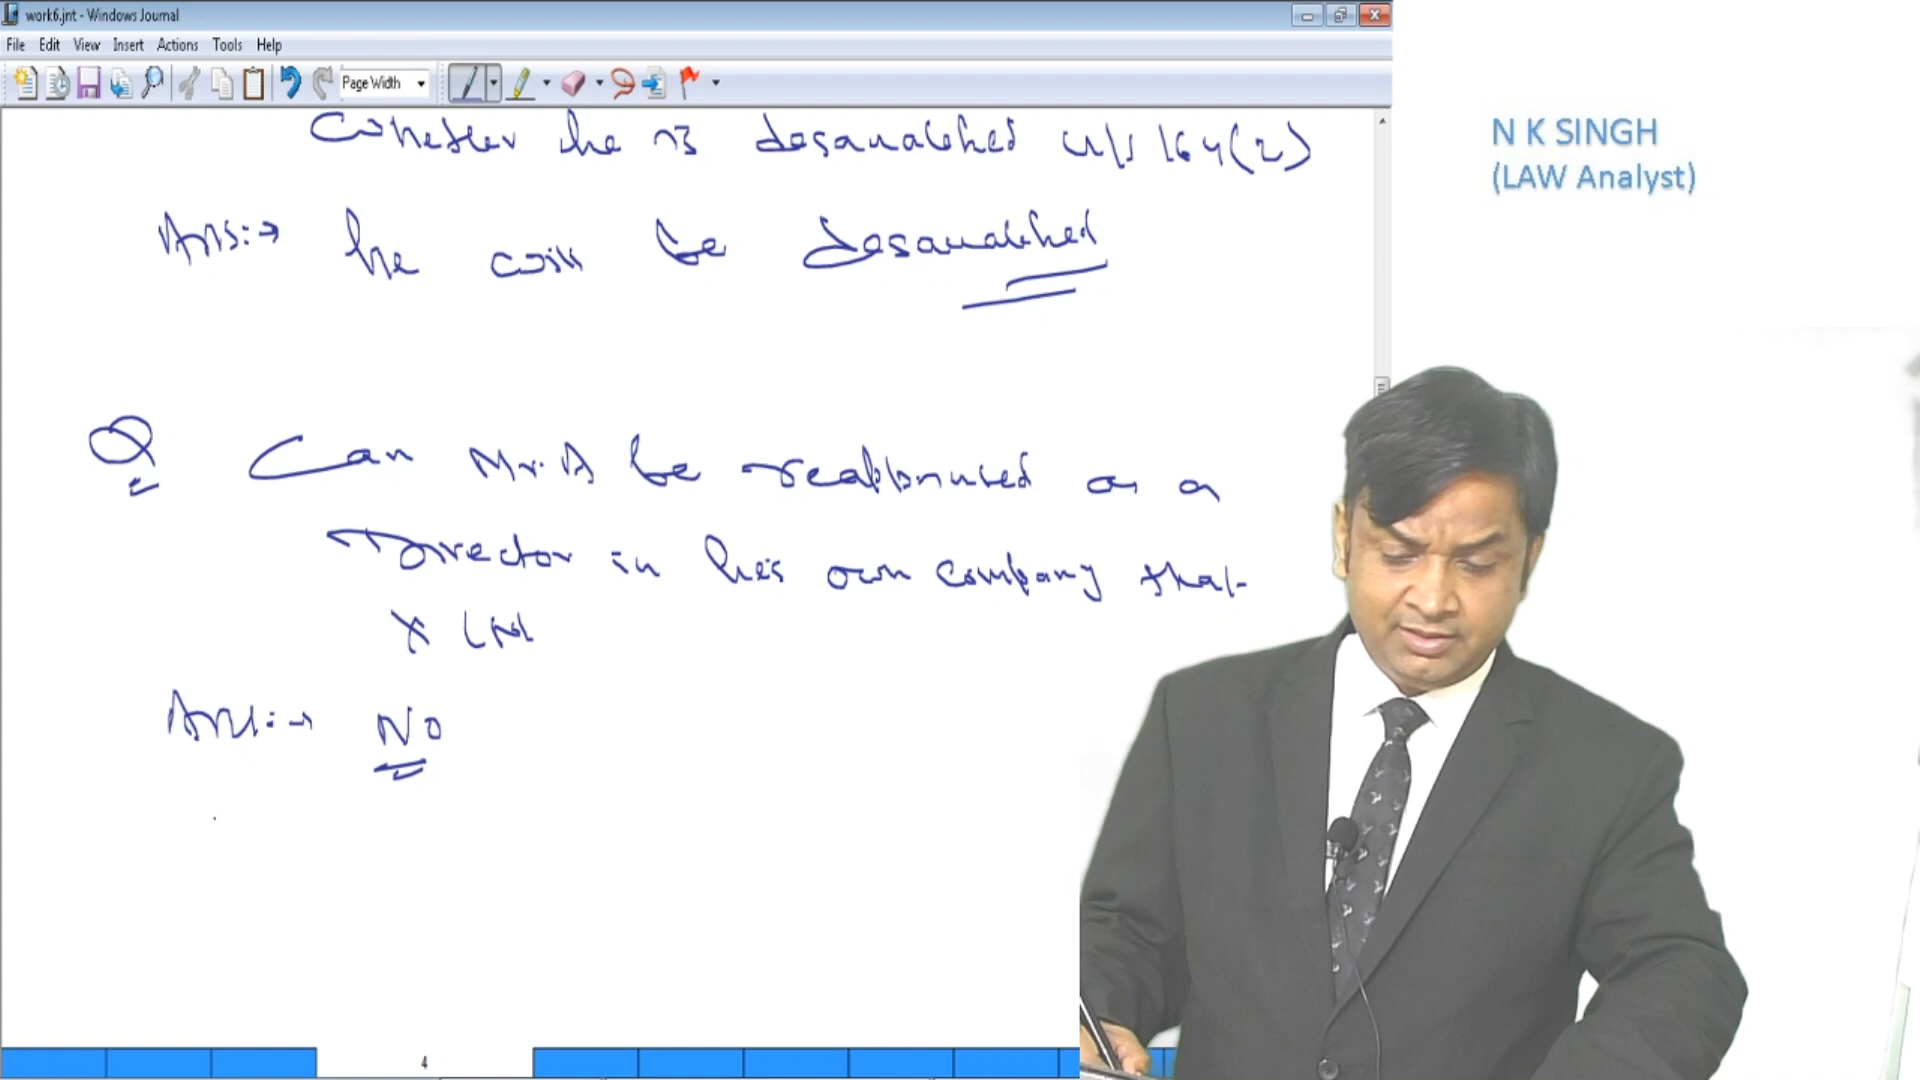 work6.jnt - Windows Journal
File Edit View Insert Actions Tools Help
Page Width
Whether he is disqualified u/s 164(2)
Ans:→ he will be disqualified
Q Can Mr. A be reappointed as a
Director in his own company that
X Ltd
Ans:→ No
4
N K SINGH
(LAW Analyst)